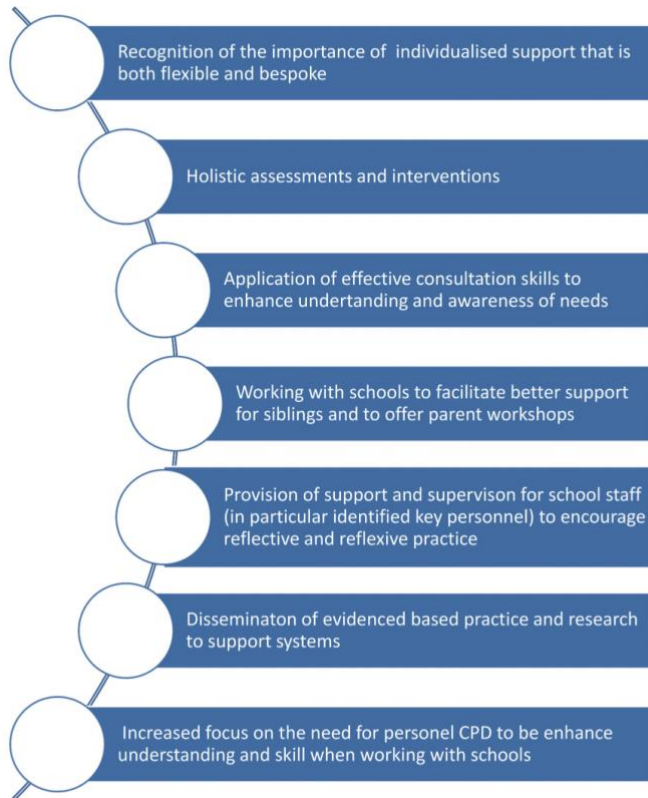 Recognition of the importance of individualised support that is
both flexible and bespoke
Holistic assessments and interventions
Application of effective consultation skills to
enhance undertanding and awareness of needs
Working with schools to facilitate better support
for siblings and to offer parent workshops
Provision of support and supervison for school staff
(in particular identified key personnel) to encourage
reflective and reflexive practice
Disseminaton of evidenced based practice and research
to support systems
Increased focus on the need for personel CPD to be enhance
understanding and skill when working with schools